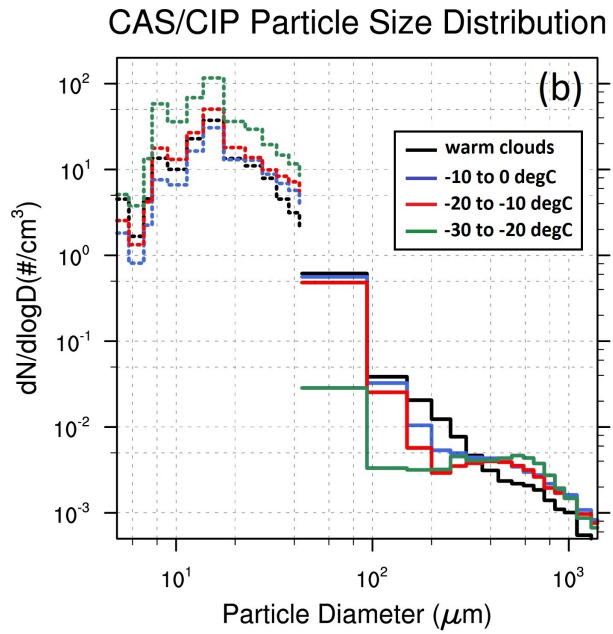 CAS/CIP Particle Size Distribution
(b)
warm clouds
-10 to 0 degC
-20 to -10 degC
-30 to -20 degC
dN/dlogD(#/cm³)
10²
10¹
10⁰
10⁻¹
10⁻²
10⁻³
10¹ 10² 10³
Particle Diameter (μm)